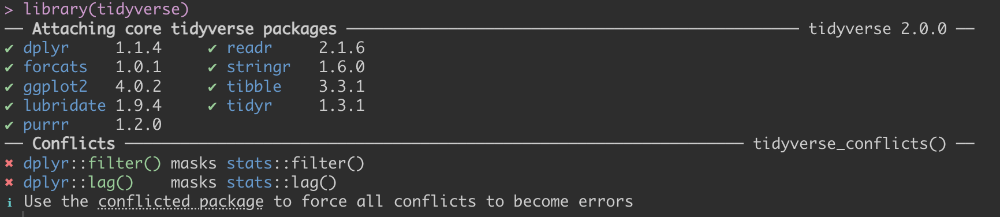 > library(tidyverse)
── Attaching core tidyverse packages ──────────────────────── tidyverse 2.0.0 ──
✔ dplyr     1.1.4     ✔ readr     2.1.6
✔ forcats   1.0.1     ✔ stringr   1.6.0
✔ ggplot2   4.0.2     ✔ tibble    3.3.1
✔ lubridate 1.9.4     ✔ tidyr     1.3.1
✔ purrr     1.2.0
── Conflicts ────────────────────────────────────────── tidyverse_conflicts() ──
✖ dplyr::filter() masks stats::filter()
✖ dplyr::lag()    masks stats::lag()
ℹ Use the conflicted package to force all conflicts to become errors